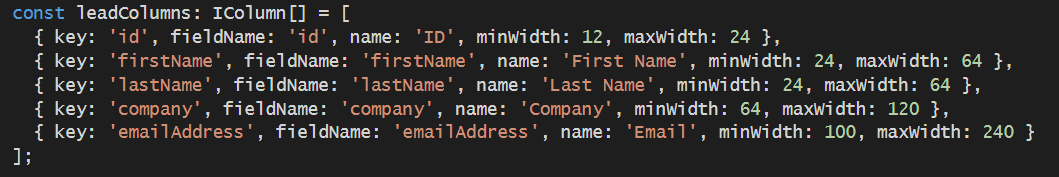 const leadColumns: IColumn[] = [
  { key: 'id', fieldName: 'id', name: 'ID', minWidth: 12, maxWidth: 24 },
  { key: 'firstName', fieldName: 'firstName', name: 'First Name', minWidth: 24, maxWidth: 64 },
  { key: 'lastName', fieldName: 'lastName', name: 'Last Name', minWidth: 24, maxWidth: 64 },
  { key: 'company', fieldName: 'company', name: 'Company', minWidth: 64, maxWidth: 120 },
  { key: 'emailAddress', fieldName: 'emailAddress', name: 'Email', minWidth: 100, maxWidth: 240 }
];